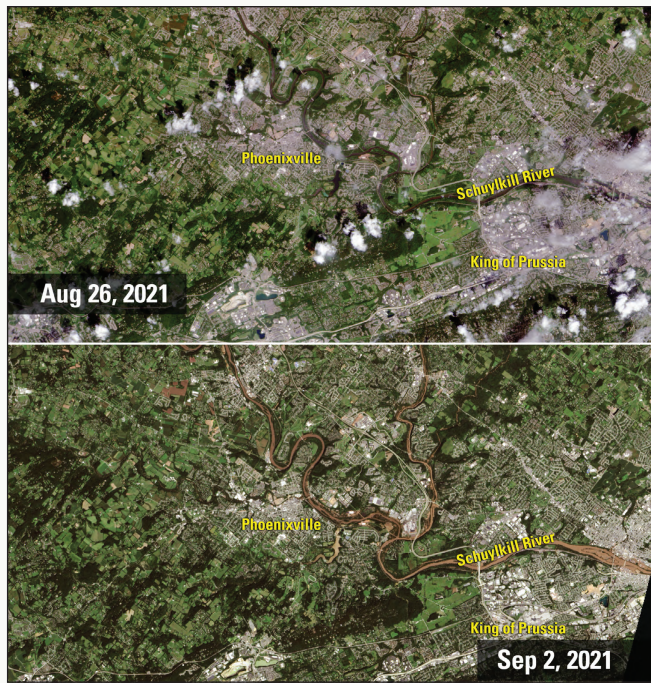 Phoenixville
Schuylkill River
King of Prussia
Aug 26, 2021
Phoenixville
Schuylkill River
King of Prussia
Sep 2, 2021